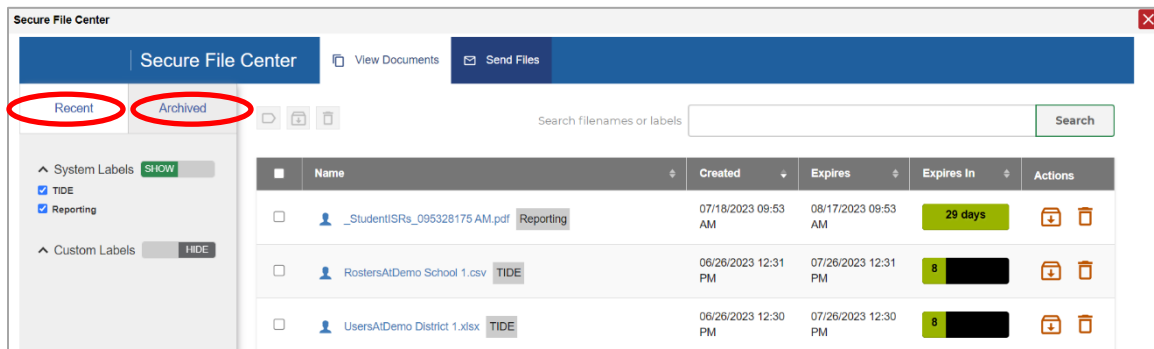 Secure File Center
Secure File Center View Documents Send Files
Recent Archived
Search filenames or labels Search
System Labels SHOW
TIDE
Reporting
Custom Labels HIDE
Name Created Expires Expires In Actions
_StudentISRs_095328175 AM.pdf Reporting 07/18/2023 09:53 AM 08/17/2023 09:53 AM 29 days
RostersAtDemo School 1.csv TIDE 06/26/2023 12:31 PM 07/26/2023 12:31 PM 8
UsersAtDemo District 1.xlsx TIDE 06/26/2023 12:30 PM 07/26/2023 12:30 PM 8